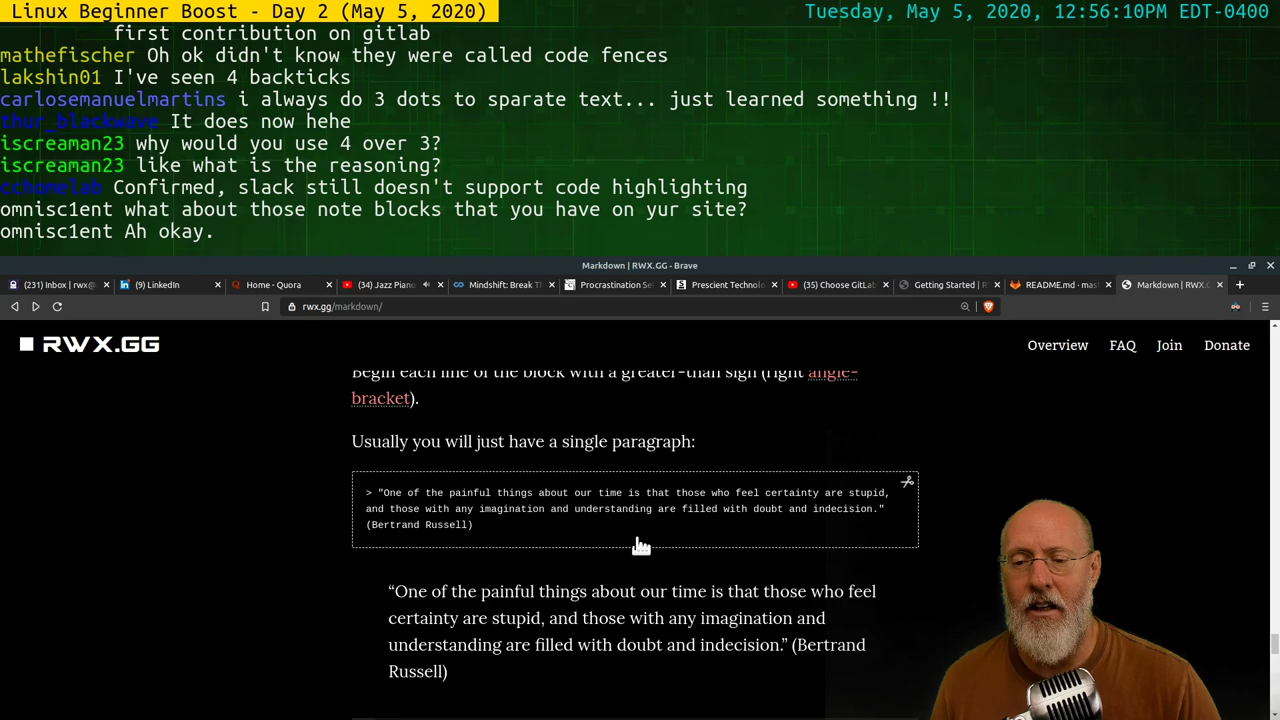 Linux Beginner Boost - Day 2 (May 5, 2020)
Tuesday, May 5, 2020, 12:56:10PM EDT-0400
first contribution on gitlab
mathefischer Oh ok didn't know they were called code fences
lakshin01 I've seen 4 backticks
carlosemanuelmartins i always do 3 dots to sparate text... just learned something !!
thur_blackwave It does now hehe
iscreaman23 why would you use 4 over 3?
iscreaman23 like what is the reasoning?
cchomelab Confirmed, slack still doesn't support code highlighting
omnisc1ent what about those note blocks that you have on yur site?
omnisc1ent Ah okay.
Markdown | RWX.GG - Brave
(231) Inbox | rwx@
(9) LinkedIn
Home - Quora
(34) Jazz Piano
Mindshift: Break T
Procrastination Se
Prescient Technolo
(35) Choose GitLab
Getting Started | R
README.md · mas
Markdown | RWX.G
rwx.gg/markdown/
RWX.GG
Overview FAQ Join Donate
Begin each line of the block with a greater-than sign (right angle-
bracket).
Usually you will just have a single paragraph:
> "One of the painful things about our time is that those who feel certainty are stupid,
and those with any imagination and understanding are filled with doubt and indecision."
(Bertrand Russell)
“One of the painful things about our time is that those who feel
certainty are stupid, and those with any imagination and
understanding are filled with doubt and indecision.” (Bertrand
Russell)